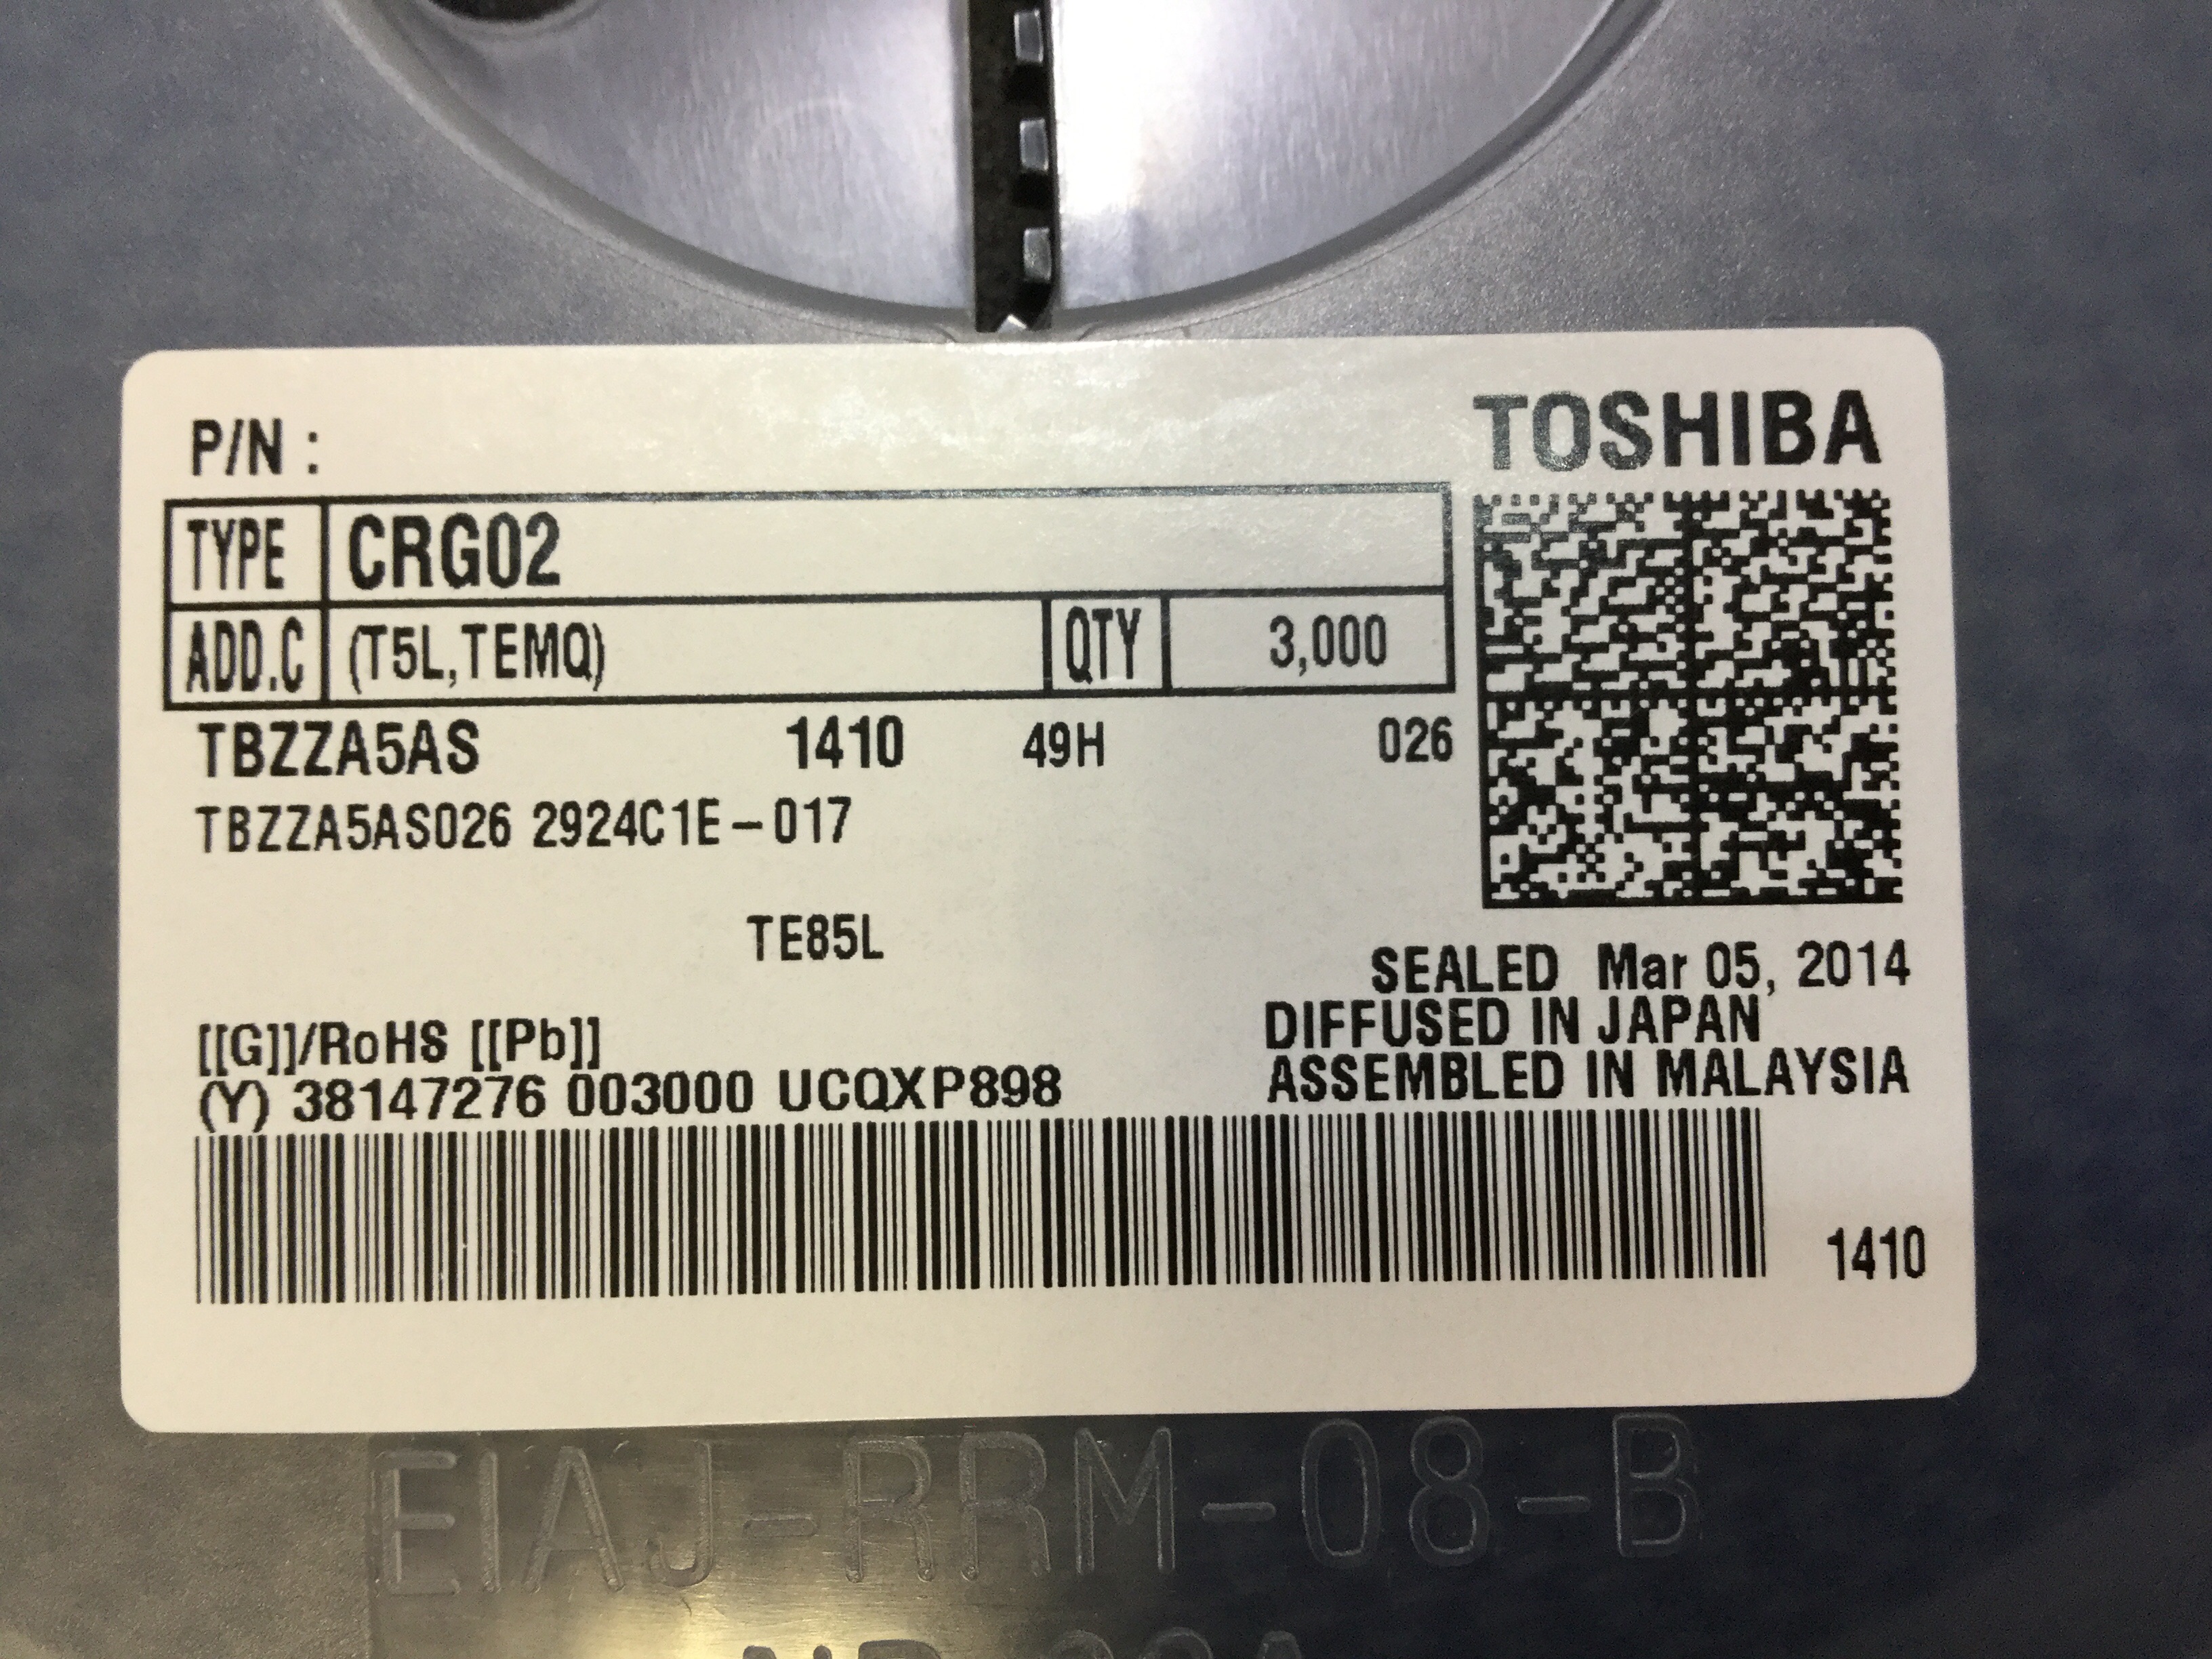 P/N :
TOSHIBA
TYPE CRG02
ADD.C (T5L,TEMQ) QTY 3,000
TBZZA5AS 1410 49H 026
TBZZA5AS026 2924C1E-017
TE85L
SEALED Mar 05, 2014
DIFFUSED IN JAPAN
ASSEMBLED IN MALAYSIA
[[G]]/RoHS [[Pb]]
(Y) 38147276 003000 UCQXP898
1410
EIAJ-RRM-08-B